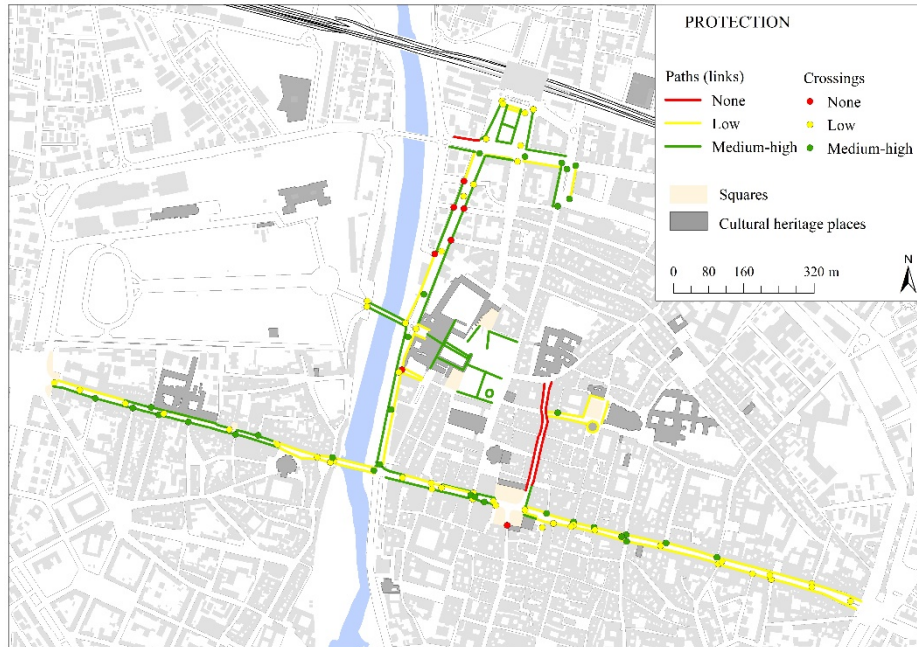 PROTECTION
Paths (links) Crossings
None None
Low Low
Medium-high Medium-high
Squares
Cultural heritage places
N
0 80 160 320 m